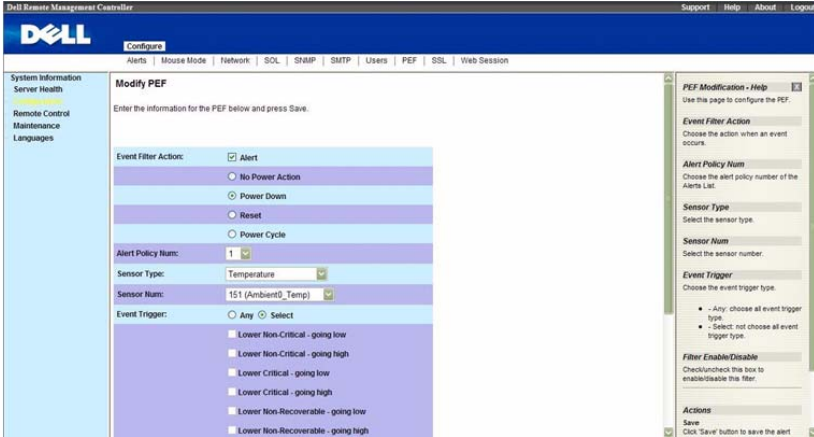 Dell Remote Management Controller
Support | Help | About | Logout
DELL
Configure
Alerts | Mouse Mode | Network | SOL | SNMP | SMTP | Users | PEF | SSL | Web Session
System Information
Server Health
Configuration
Remote Control
Maintenance
Languages
Modify PEF
Enter the information for the PEF below and press Save.
Event Filter Action:
Alert
No Power Action
Power Down
Reset
Power Cycle
Alert Policy Num:
1
Sensor Type:
Temperature
Sensor Num:
151 (Ambient0_Temp)
Event Trigger:
Any
Select
Lower Non-Critical - going low
Lower Non-Critical - going high
Lower Critical - going low
Lower Critical - going high
Lower Non-Recoverable - going low
Lower Non-Recoverable - going high
PEF Modification - Help
Use this page to configure the PEF.
Event Filter Action
Choose the action when an event
occurs.
Alert Policy Num
Choose the alert policy number of the
Alerts List.
Sensor Type
Select the sensor type.
Sensor Num
Select the sensor number.
Event Trigger
Choose the event trigger type.
- Any: choose all event trigger
type.
- Select: not choose all event
trigger type.
Filter Enable/Disable
Check/uncheck this box to
enable/disable this filter.
Actions
Save
Click 'Save' button to save the alert